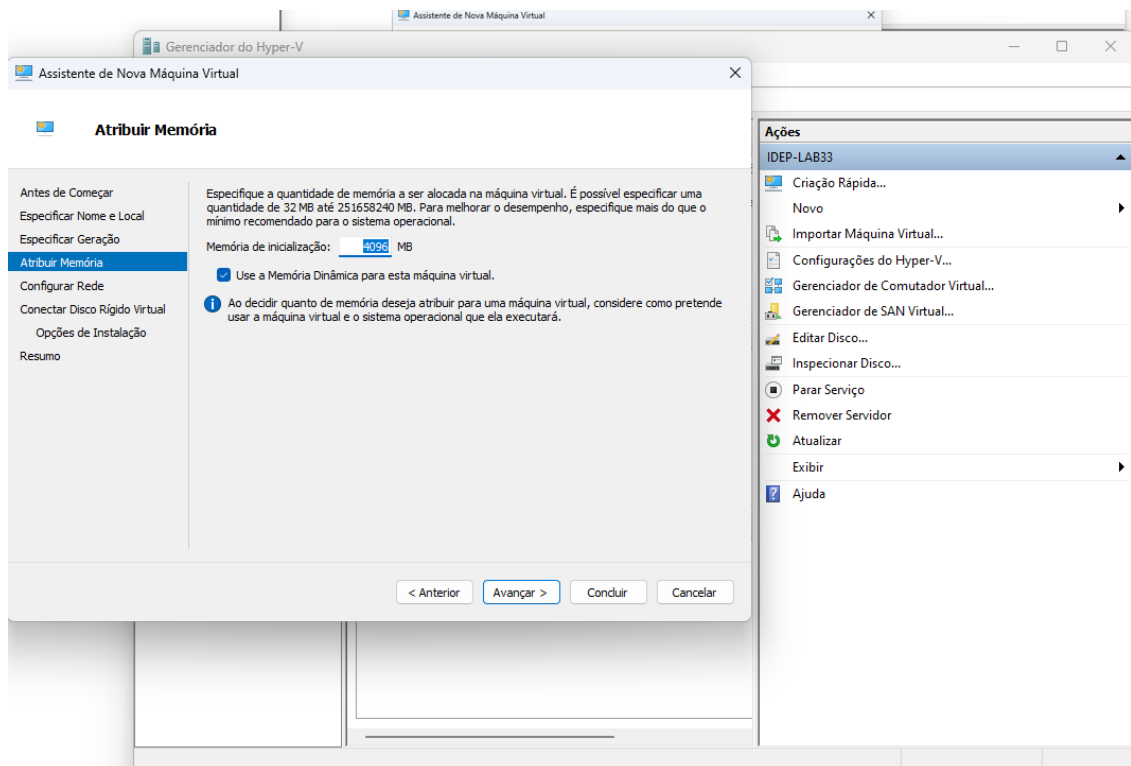 Assistente de Nova Máquina Virtual
Gerenciador do Hyper-V
Assistente de Nova Máquina Virtual
Atribuir Memória
Antes de Começar
Especificar Nome e Local
Especificar Geração
Atribuir Memória
Configurar Rede
Conectar Disco Rígido Virtual
Opções de Instalação
Resumo
Especifique a quantidade de memória a ser alocada na máquina virtual. É possível especificar uma
quantidade de 32 MB até 251658240 MB. Para melhorar o desempenho, especifique mais do que o
mínimo recomendado para o sistema operacional.
Memória de inicialização: 4096 MB
Use a Memória Dinâmica para esta máquina virtual.
Ao decidir quanto de memória deseja atribuir para uma máquina virtual, considere como pretende
usar a máquina virtual e o sistema operacional que ela executará.
< Anterior
Avançar >
Concluir
Cancelar
Ações
IDEP-LAB33
Criação Rápida...
Novo
Importar Máquina Virtual...
Configurações do Hyper-V...
Gerenciador de Comutador Virtual...
Gerenciador de SAN Virtual...
Editar Disco...
Inspecionar Disco...
Parar Serviço
Remover Servidor
Atualizar
Exibir
Ajuda